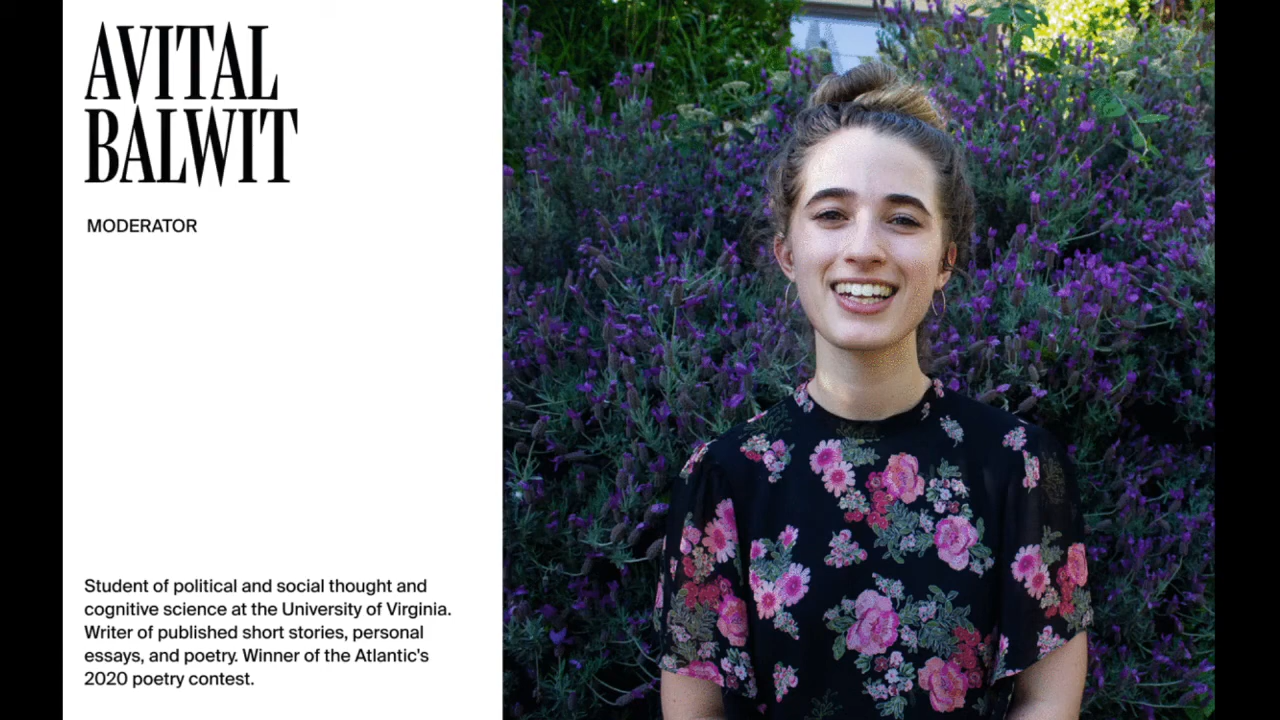 AVITAL
BALWIT
MODERATOR
Student of political and social thought and
cognitive science at the University of Virginia.
Writer of published short stories, personal
essays, and poetry. Winner of the Atlantic's
2020 poetry contest.